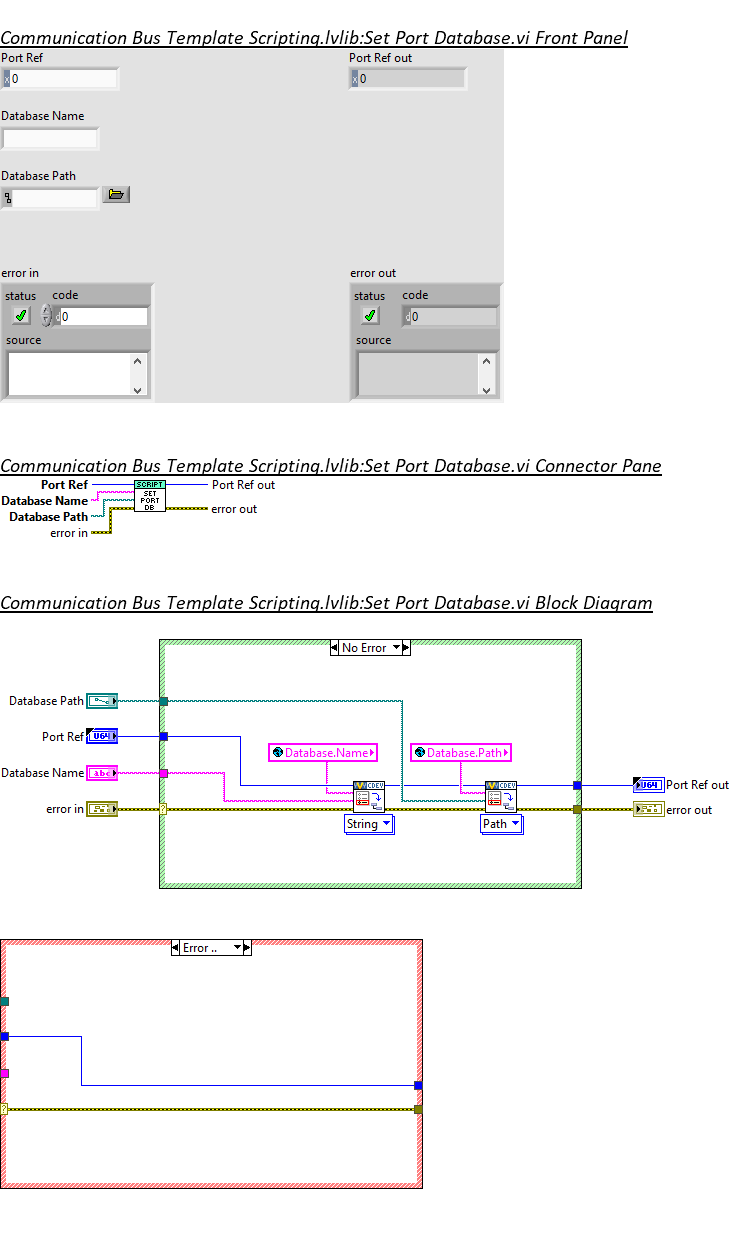 Communication Bus Template Scripting.lvlib:Set Port Database.vi Front Panel
Port Ref
Port Ref out
x 0
x 0
Database Name
Database Path
error in
error out
status
code
status
code
d 0
d 0
source
source
Communication Bus Template Scripting.lvlib:Set Port Database.vi Connector Pane
Port Ref
SCRIPT
Port Ref out
Database Name
SET
PORT
DB
Database Path
error out
error in
Communication Bus Template Scripting.lvlib:Set Port Database.vi Block Diagram
No Error
Database Path
Port Ref
U64
Database.Name
Database.Path
Database Name
abc
CDEV
CDEV
U64
Port Ref out
error in
?
error out
String
Path
Error ..
?